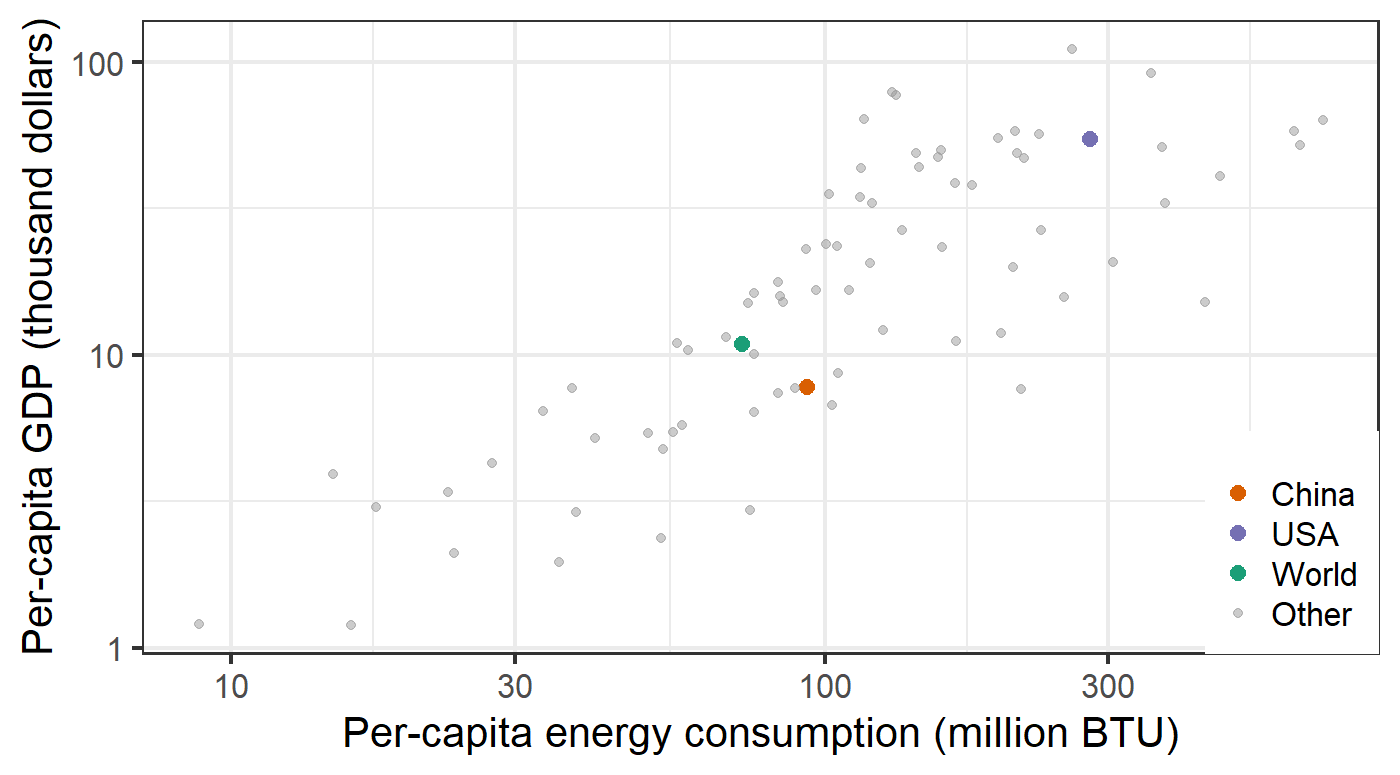 Per-capita GDP (thousand dollars)
100
10
1
China
USA
World
Other
10 30 100 300
Per-capita energy consumption (million BTU)